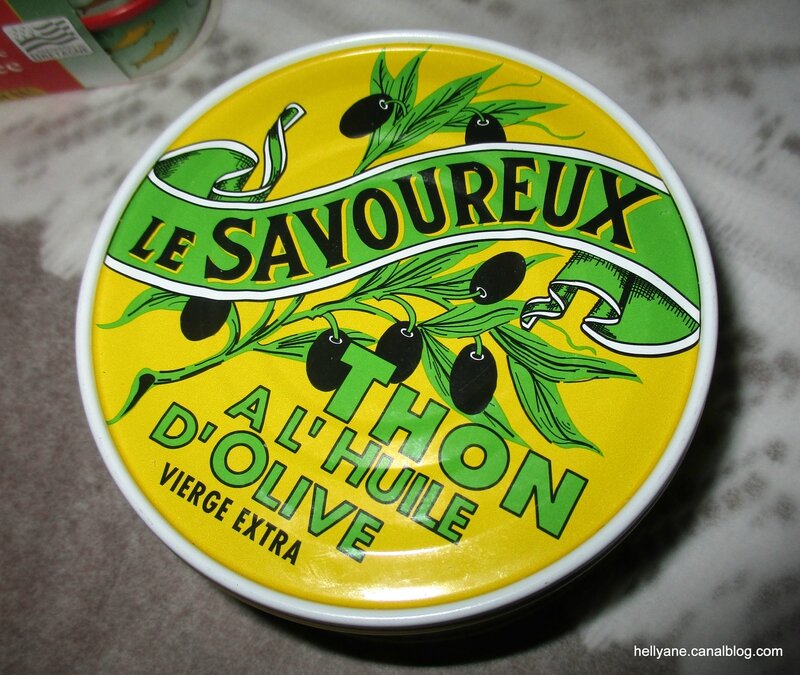 LE SAVOUREUX
THON
A L'HUILE
D'OLIVE
VIERGE EXTRA
hellyane.canalblog.com